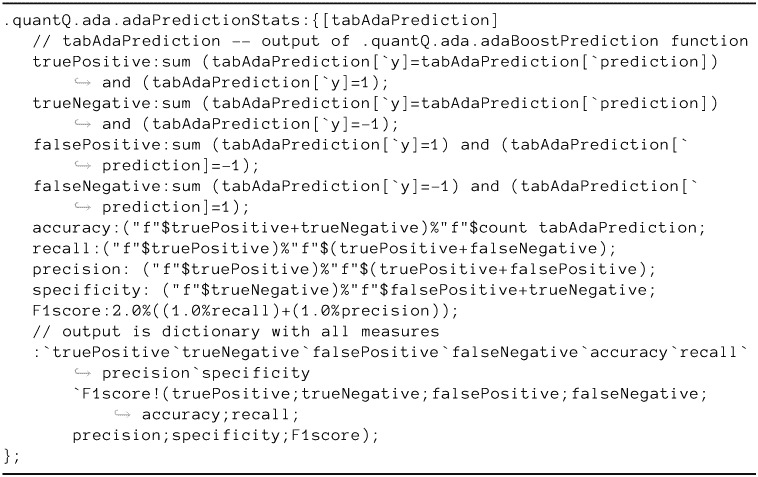 .quantQ.ada.adaPredictionStats:{[tabAdaPrediction]
// tabAdaPrediction -- output of .quantQ.ada.adaBoostPrediction function
truePositive:sum (tabAdaPrediction[`y]=tabAdaPrediction[`prediction])
↪ and (tabAdaPrediction[`y]=1);
trueNegative:sum (tabAdaPrediction[`y]=tabAdaPrediction[`prediction])
↪ and (tabAdaPrediction[`y]=-1);
falsePositive:sum (tabAdaPrediction[`y]=1) and (tabAdaPrediction[`
↪ prediction]=-1);
falseNegative:sum (tabAdaPrediction[`y]=-1) and (tabAdaPrediction[`
↪ prediction]=1);
accuracy:("f"$truePositive+trueNegative)%"f"$count tabAdaPrediction;
recall:("f"$truePositive)%"f"$(truePositive+falseNegative);
precision: ("f"$truePositive)%"f"$(truePositive+falsePositive);
specificity: ("f"$trueNegative)%"f"$falsePositive+trueNegative;
F1score:2.0%((1.0%recall)+(1.0%precision));
// output is dictionary with all measures
:`truePositive`trueNegative`falsePositive`falseNegative`accuracy`recall`
↪ precision`specificity
`F1score!(truePositive;trueNegative;falsePositive;falseNegative;
↪ accuracy;recall;
precision;specificity;F1score);
};